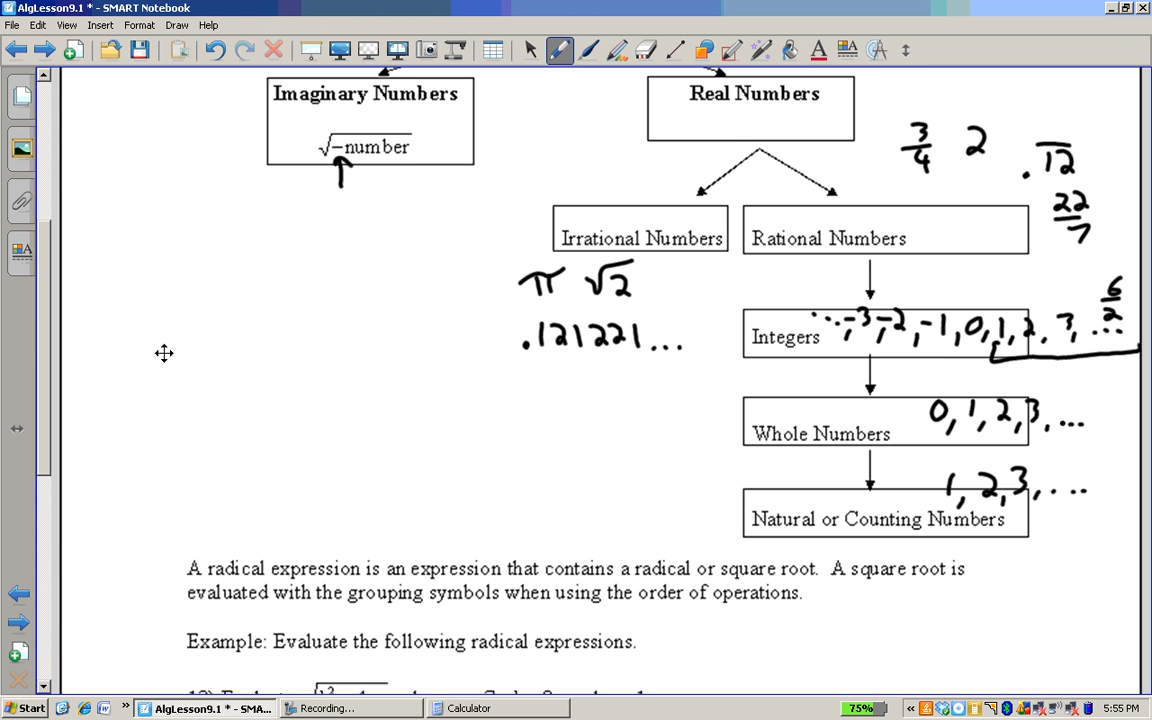 AlgLesson9.1 * - SMART Notebook
File Edit View Insert Format Tools Draw Help
Imaginary Numbers
√−number
Real Numbers
3/4 2 .1̅2̅
22/7
Irrational Numbers
Rational Numbers
π √2
.121221...
6/2
Integers ...,-3,-2,-1,0,1,2,3,...
Whole Numbers 0,1,2,3,...
Natural or Counting Numbers 1,2,3,....
A radical expression is an expression that contains a radical or square root. A square root is
evaluated with the grouping symbols when using the order of operations.
Example: Evaluate the following radical expressions.
Start
AlgLesson9.1 * - SMA...
Recording...
Calculator
75%
5:55 PM